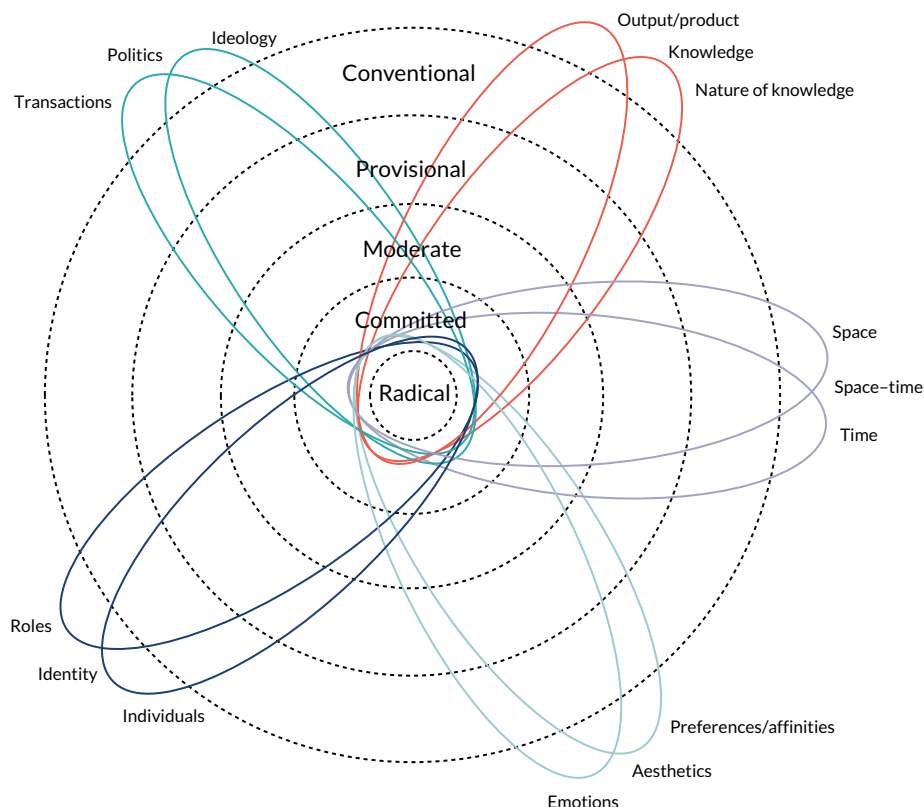 Output/product
Ideology
Knowledge
Politics
Conventional
Nature of knowledge
Transactions
Provisional
Moderate
Committed
Space
Radical
Space–time
Time
Roles
Identity
Individuals
Preferences/affinities
Aesthetics
Emotions